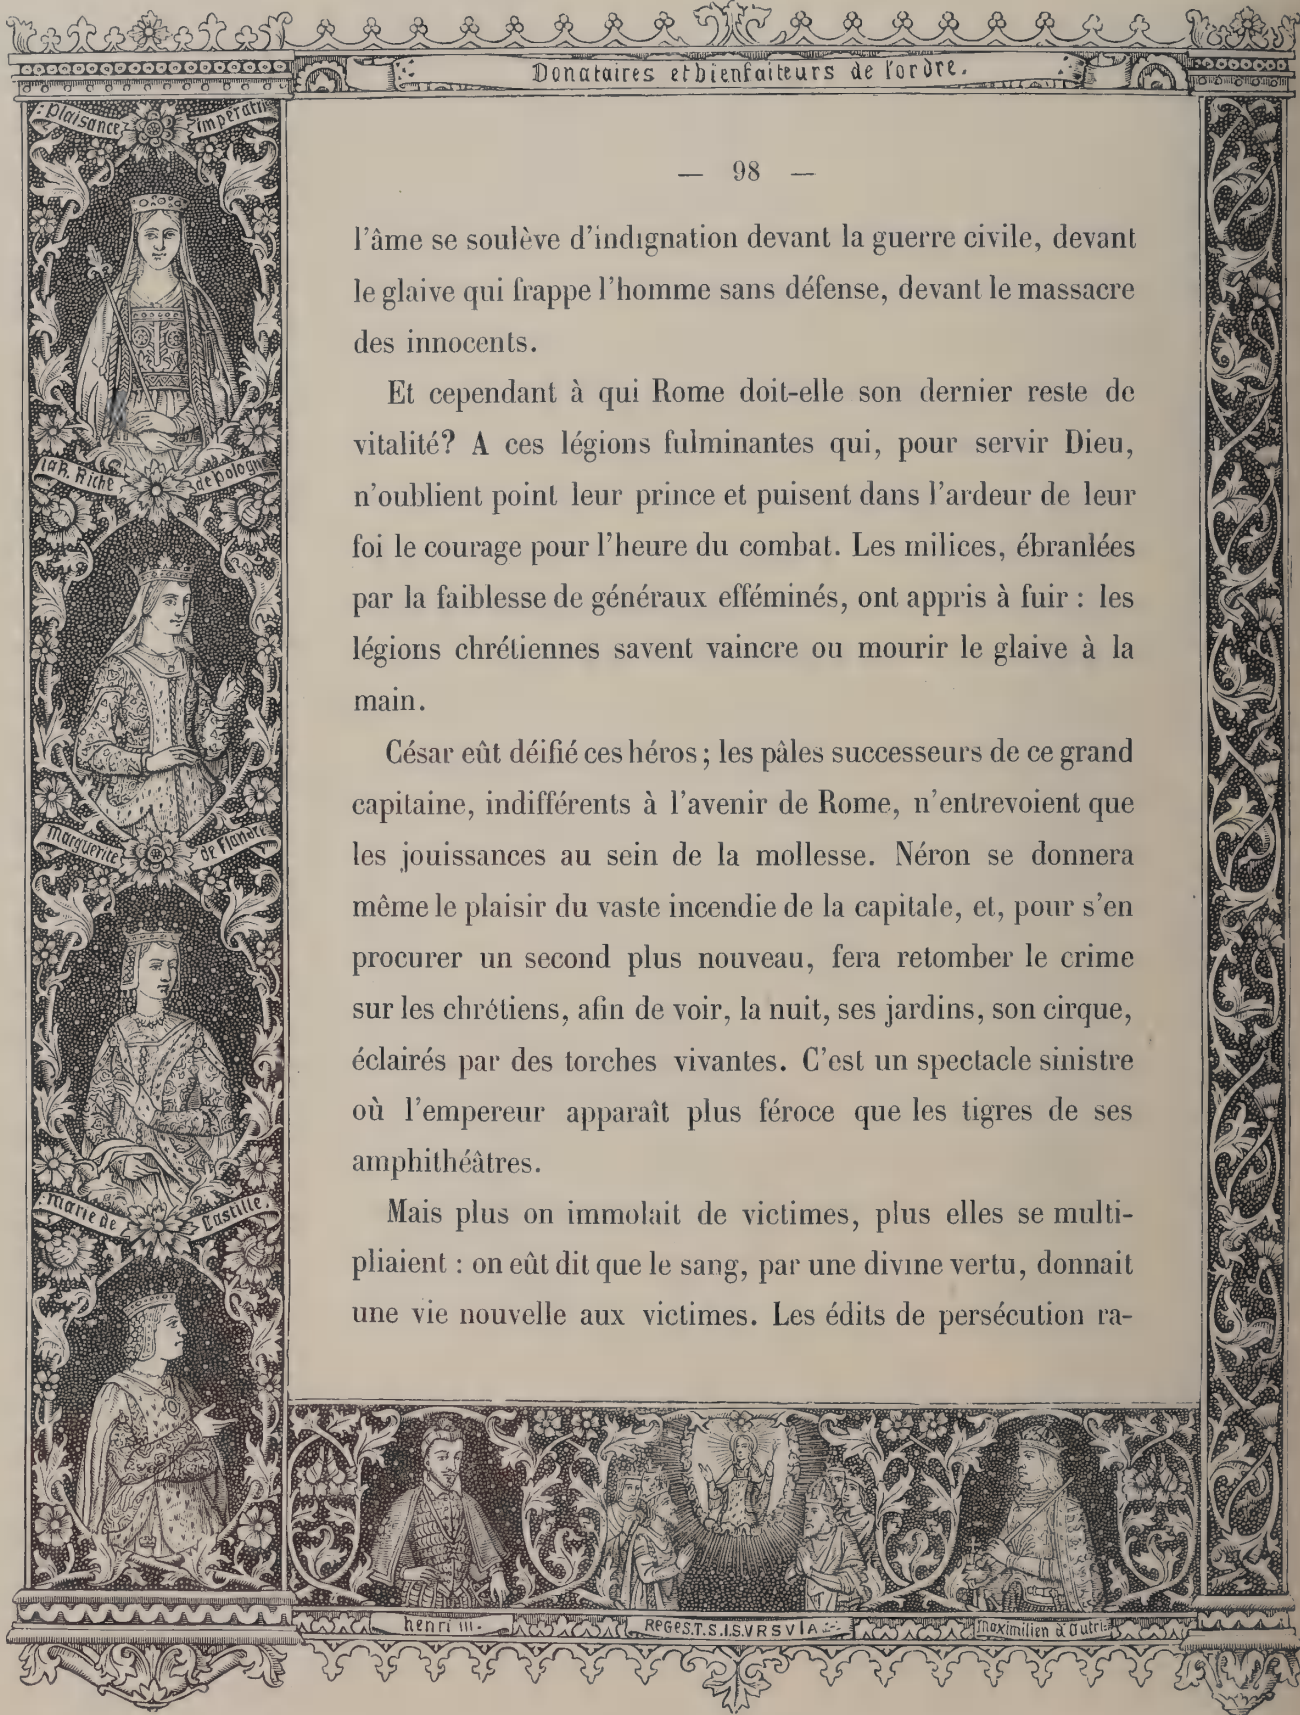 Donataires et bienfaiteurs de l'ordre.
: plaisance impératri
— 98 —
l'âme se soulève d'indignation devant la guerre civile, devant
le glaive qui frappe l'homme sans défense, devant le massacre
des innocents.
Et cependant à qui Rome doit-elle son dernier reste de
vitalité? A ces légions fulminantes qui, pour servir Dieu,
n'oublient point leur prince et puisent dans l'ardeur de leur
foi le courage pour l'heure du combat. Les milices, ébranlées
par la faiblesse de généraux efféminés, ont appris à fuir : les
légions chrétiennes savent vaincre ou mourir le glaive à la
main.
César eût déifié ces héros; les pâles successeurs de ce grand
capitaine, indifférents à l'avenir de Rome, n'entrevoient que
les jouissances au sein de la mollesse. Néron se donnera
même le plaisir du vaste incendie de la capitale, et, pour s'en
procurer un second plus nouveau, fera retomber le crime
sur les chrétiens, afin de voir, la nuit, ses jardins, son cirque,
éclairés par des torches vivantes. C'est un spectacle sinistre
où l'empereur apparaît plus féroce que les tigres de ses
amphithéâtres.
Mais plus on immolait de victimes, plus elles se multi-
pliaient : on eût dit que le sang, par une divine vertu, donnait
une vie nouvelle aux victimes. Les édits de persécution ra-
la B. Riche de pologne
Marguerite de flandre
: marie de Castille.
henri III.
REGES.T.S.I.S.VRSVIA
maximilien d'Autri